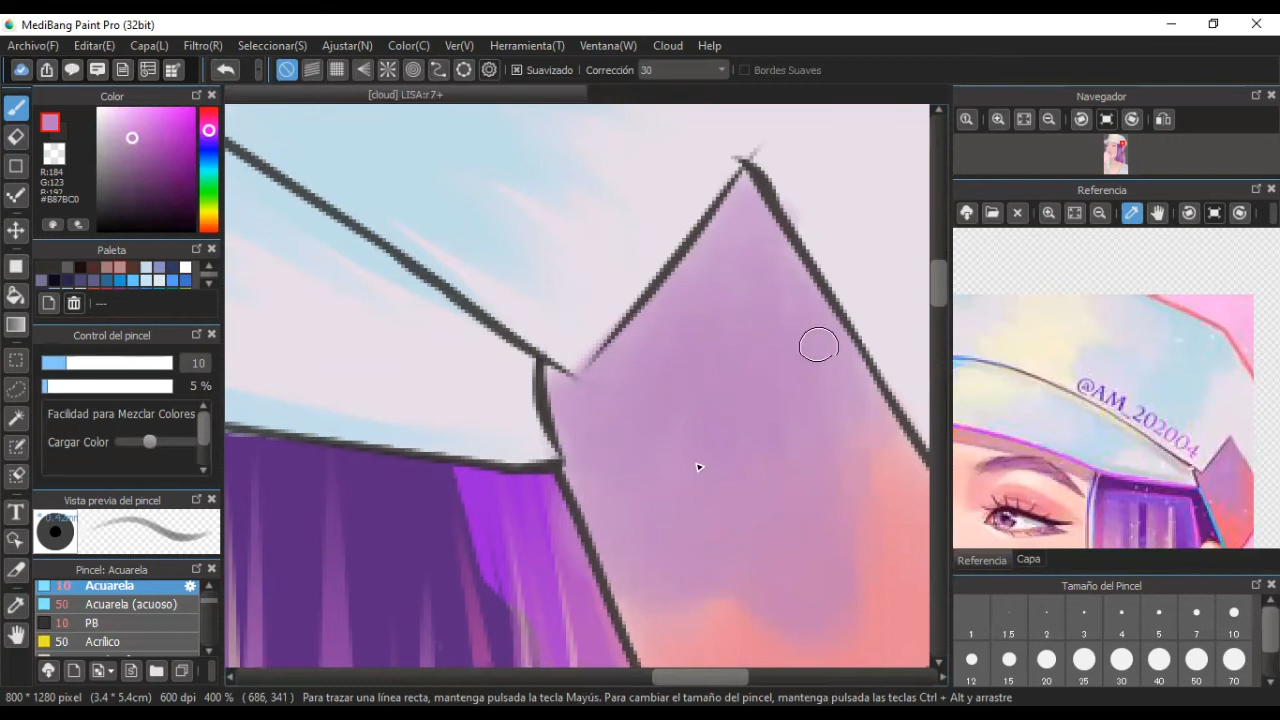 MediBang Paint Pro (32bit)
Archivo(F) Editar(E) Capa(L) Filtro(R) Seleccionar(S) Ajustar(N) Color(C) Ver(V) Herramienta(T) Ventana(W) Cloud Help
Suavizado Corrección 30 Bordes Suaves
Color
[cloud] LISA:r7+
Navegador
R:184
G:123
B:192
#B87BC0
Referencia
Paleta
---
Control del pincel
10
5 %
Facilidad para Mezclar Colores
Cargar Color
@AM_202004
Vista previa del pincel
Pincel: Acuarela
Referencia Capa
10 Acuarela
Tamaño del Pincel
50 Acuarela (acuoso)
10 PB
50 Acrílico
1 1.5 2 3 4 5 7 10
12 15 20 25 30 40 50 70
T
800 * 1280 pixel (3.4 * 5.4cm) 600 dpi 400 % ( 686, 341 ) Para trazar una línea recta, mantenga pulsada la tecla Mayús. Para cambiar el tamaño del pincel, mantenga pulsadas las teclas Ctrl + Alt y arrastre